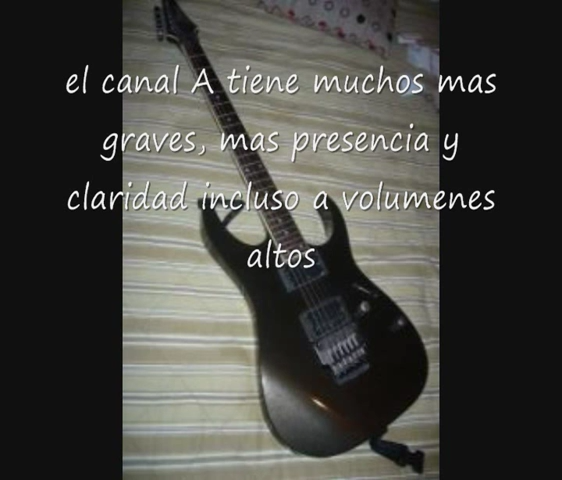 el canal A tiene muchos mas
graves, mas presencia y
claridad incluso a volumenes
altos